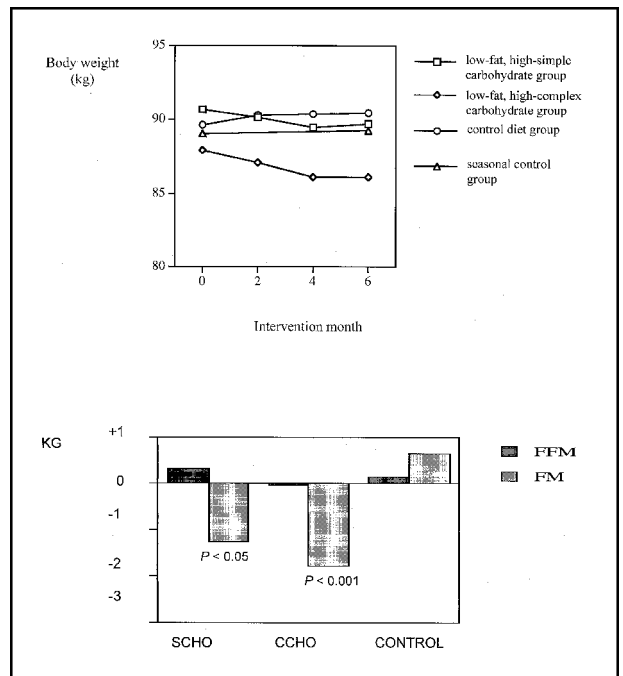 95
Body weight
(kg)
90
85
80
0 2 4 6
Intervention month
low-fat, high-simple
carbohydrate group
low-fat, high-complex
carbohydrate group
control diet group
seasonal control
group
KG
+1
0
-1
-2
-3
P < 0.05
P < 0.001
SCHO CCHO CONTROL
FFM
FM